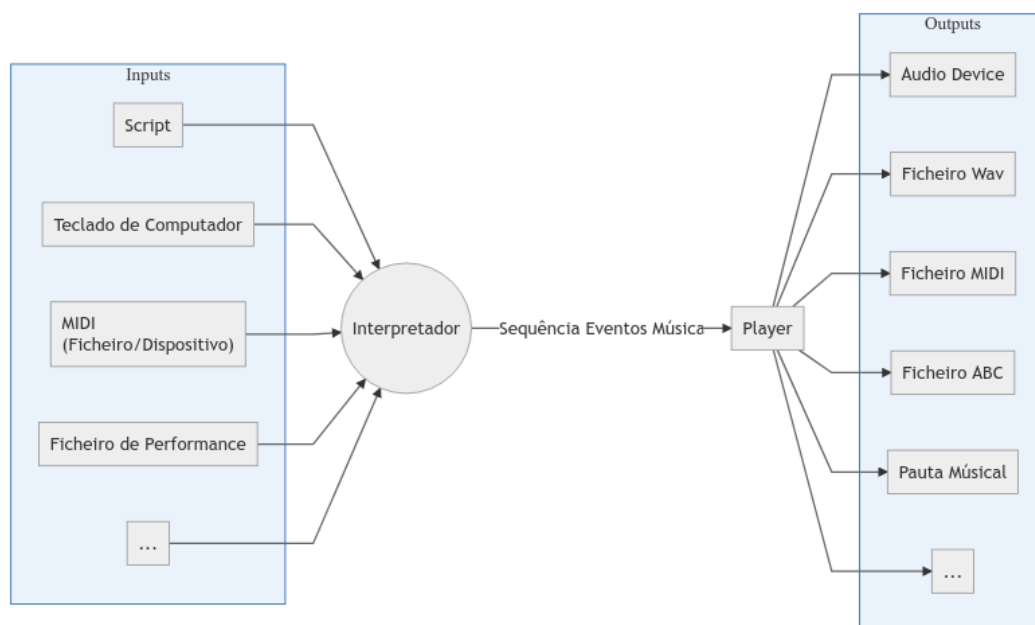 Inputs
Script
Teclado de Computador
MIDI
(Ficheiro/Dispositivo)
Ficheiro de Performance
...
Interpretador
Sequência Eventos Música
Player
Outputs
Audio Device
Ficheiro Wav
Ficheiro MIDI
Ficheiro ABC
Pauta Músical
...